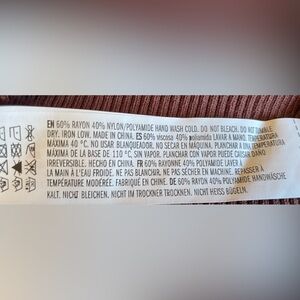 EN 60% RAYON 40% NYLON/POLYAMIDE HAND WASH COLD. DO NOT BLEACH. DO NOT TUMBLE
DRY. IRON LOW. MADE IN CHINA. ES 60% viscosa 40% poliamida LAVAR A MANO. TEMPERATURA
MÁXIMA 40 °C. NO USAR BLANQUEADOR. NO SECAR EN MÁQUINA. PLANCHAR A UNA TEMPERATURA
MÁXIMA DE LA BASE DE 110 °C, SIN VAPOR. PLANCHAR CON VAPOR PUEDE CAUSAR DAÑO
IRREVERSIBLE. HECHO EN CHINA. FR 60% RAYONNE 40% POLYAMIDE LAVER À
LA MAIN À L'EAU FROIDE. NE PAS BLANCHIR. NE PAS SÉCHER EN MACHINE. REPASSER À
TEMPÉRATURE MODÉRÉE. FABRIQUÉ EN CHINE. DE 60% RAYON 40% POLYAMIDE HANDWÄSCHE
KALT. NICHT BLEICHEN. NICHT IM TROCKNER TROCKNEN. NICHT HEISS BÜGELN.